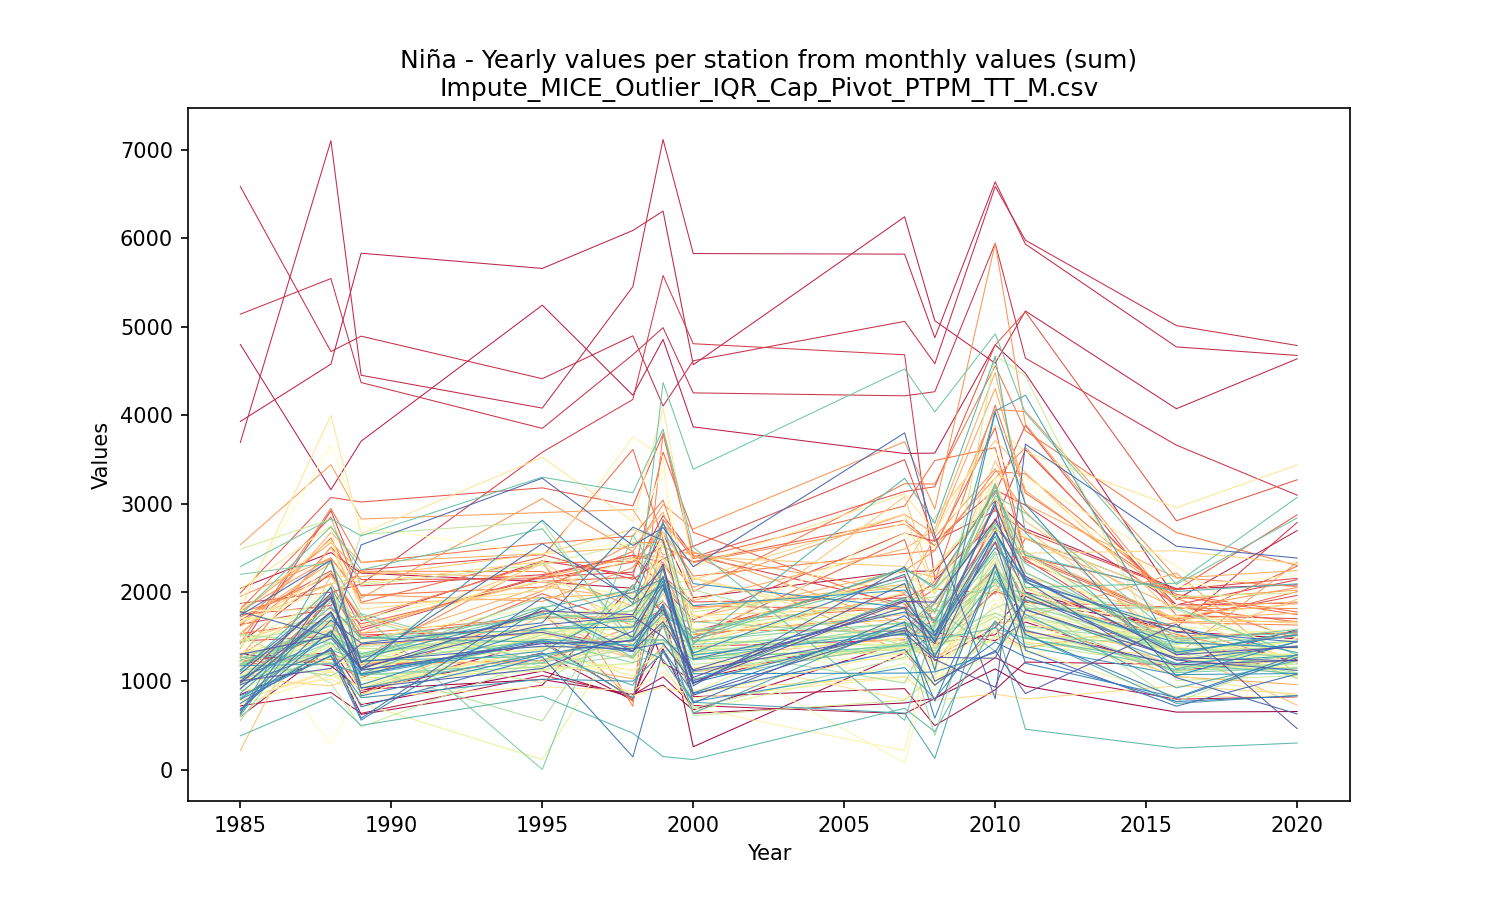 Niña - Yearly values per station from monthly values (sum)
Impute_MICE_Outlier_IQR_Cap_Pivot_PTPM_TT_M.csv
7000
6000
5000
4000
3000
2000
1000
0
Values
1985 1990 1995 2000 2005 2010 2015 2020
Year